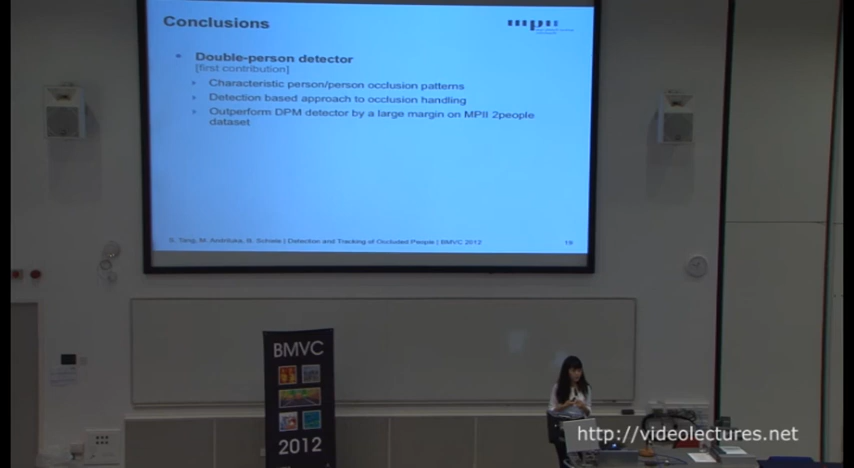 Conclusions
mpn
Double-person detector
[first contribution]
Characteristic person/person occlusion patterns
Detection based approach to occlusion handling
Outperform DPM detector by a large margin on MPII 2people
dataset
S. Tang, M. Andriluka, B. Schiele | Detection and Tracking of Occluded People | BMVC 2012
19
BMVC
2012
http://videolectures.net